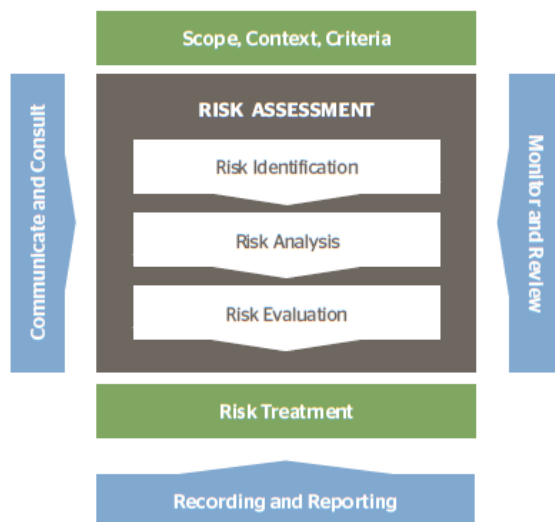 Scope, Context, Criteria
Communicate and Consult
RISK ASSESSMENT
Risk Identification
Risk Analysis
Risk Evaluation
Monitor and Review
Risk Treatment
Recording and Reporting